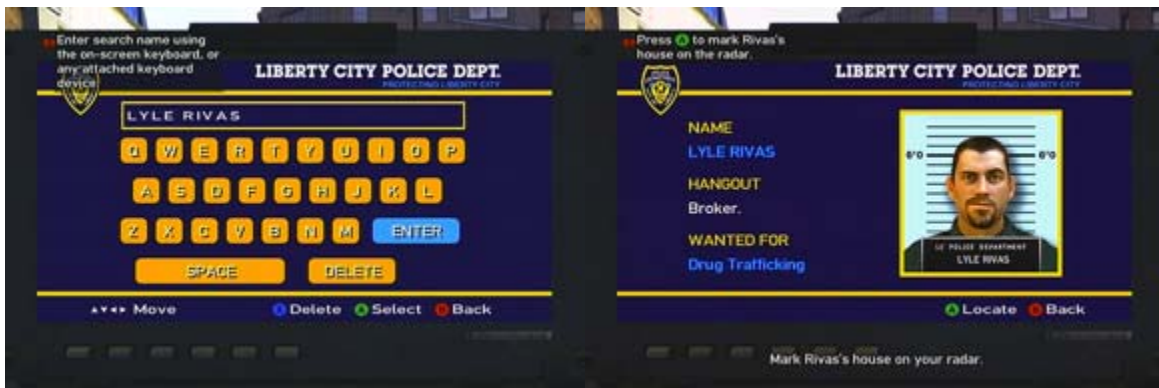 Enter search name using
the on-screen keyboard, or
any attached keyboard
device
LIBERTY CITY POLICE DEPT.
PROTECTING LIBERTY CITY
LYLE RIVAS
Q W E R T Y U I O P
A S D F G H J K L
Z X C V B N M ENTER
SPACE DELETE
Move X Delete A Select B Back
Press A to mark Rivas's
house on the radar.
LIBERTY CITY POLICE DEPT.
PROTECTING LIBERTY CITY
NAME
LYLE RIVAS
HANGOUT
Broker.
WANTED FOR
Drug Trafficking
6'0 6'0
LC POLICE DEPARTMENT
LYLE RIVAS
A Locate B Back
Mark Rivas's house on your radar.